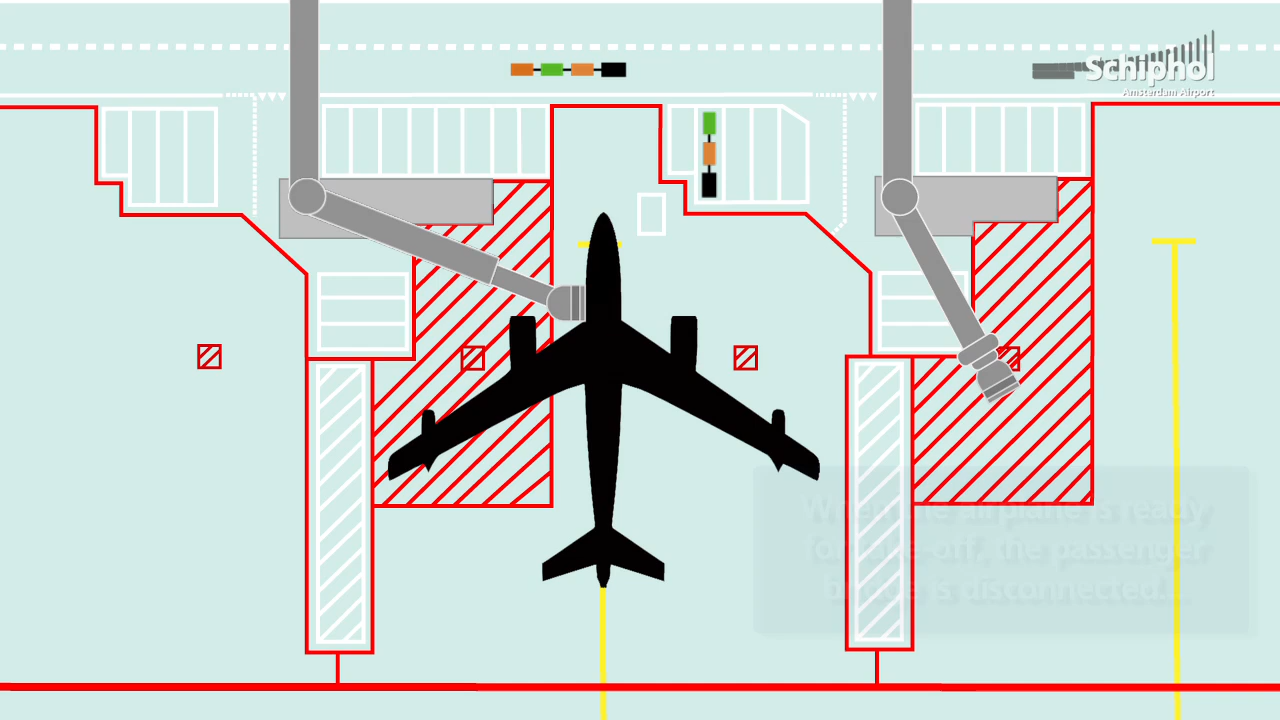 Schiphol
Amsterdam Airport
When the airplane is ready
for take-off, the passenger
bridge is disconnected...